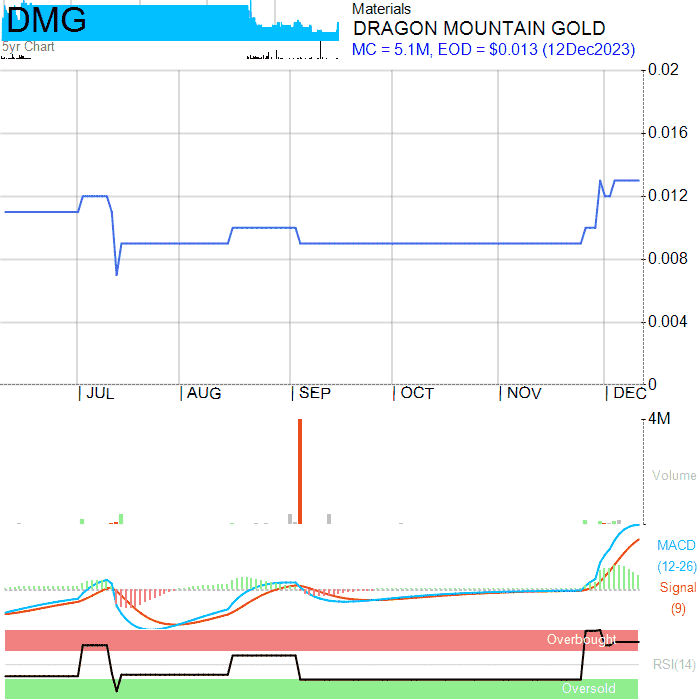 DMG
5yr Chart
Materials
DRAGON MOUNTAIN GOLD
MC = 5.1M, EOD = $0.013 (12Dec2023)
0.02
0.016
0.012
0.008
0.004
0
JUL AUG SEP OCT NOV DEC
4M
Volume
MACD
(12-26)
Signal
(9)
Overbought
RSI(14)
Oversold